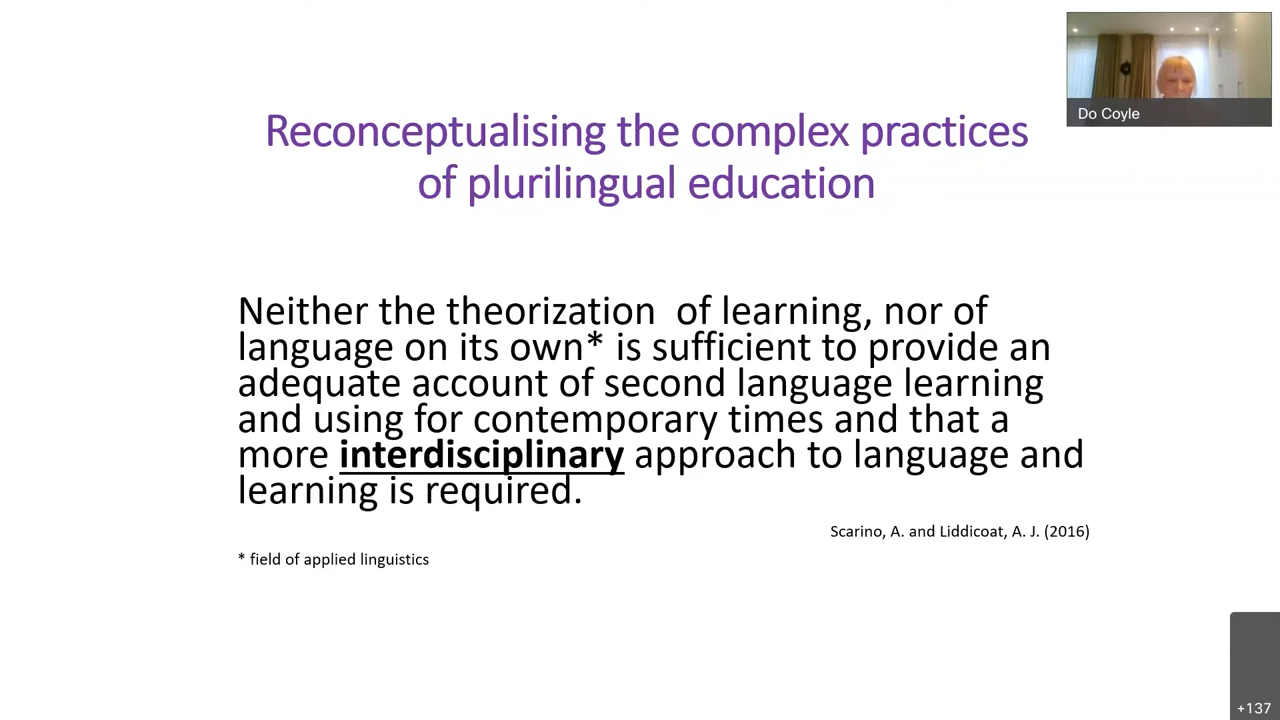 Do Coyle
Reconceptualising the complex practices
of plurilingual education
Neither the theorization  of learning, nor of
language on its own* is sufficient to provide an
adequate account of second language learning
and using for contemporary times and that a
more interdisciplinary approach to language and
learning is required.
Scarino, A. and Liddicoat, A. J. (2016)
* field of applied linguistics
+137